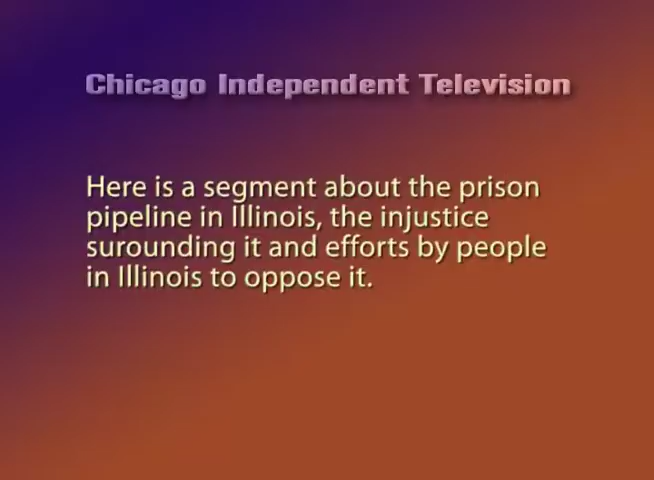 Chicago Independent Television
Here is a segment about the prison
pipeline in Illinois, the injustice
surounding it and efforts by people
in Illinois to oppose it.